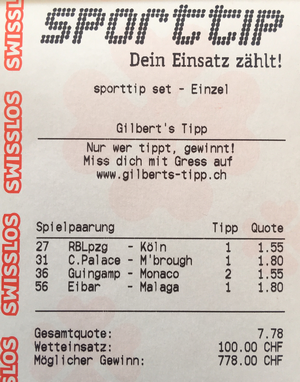 sporttip
Dein Einsatz zählt!
sporttip set - Einzel
Gilbert's Tipp
Nur wer tippt, gewinnt!
Miss dich mit Gress auf
www.gilberts-tipp.ch
Spielpaarung Tipp Quote
27 RBLpzg - Köln 1 1.55
31 C.Palace - M'brough 1 1.80
36 Guingamp - Monaco 2 1.55
56 Eibar - Malaga 1 1.80
Gesamtquote: 7.78
Wetteinsatz: 100.00 CHF
Möglicher Gewinn: 778.00 CHF
SWISSLOS
SWISSLOS